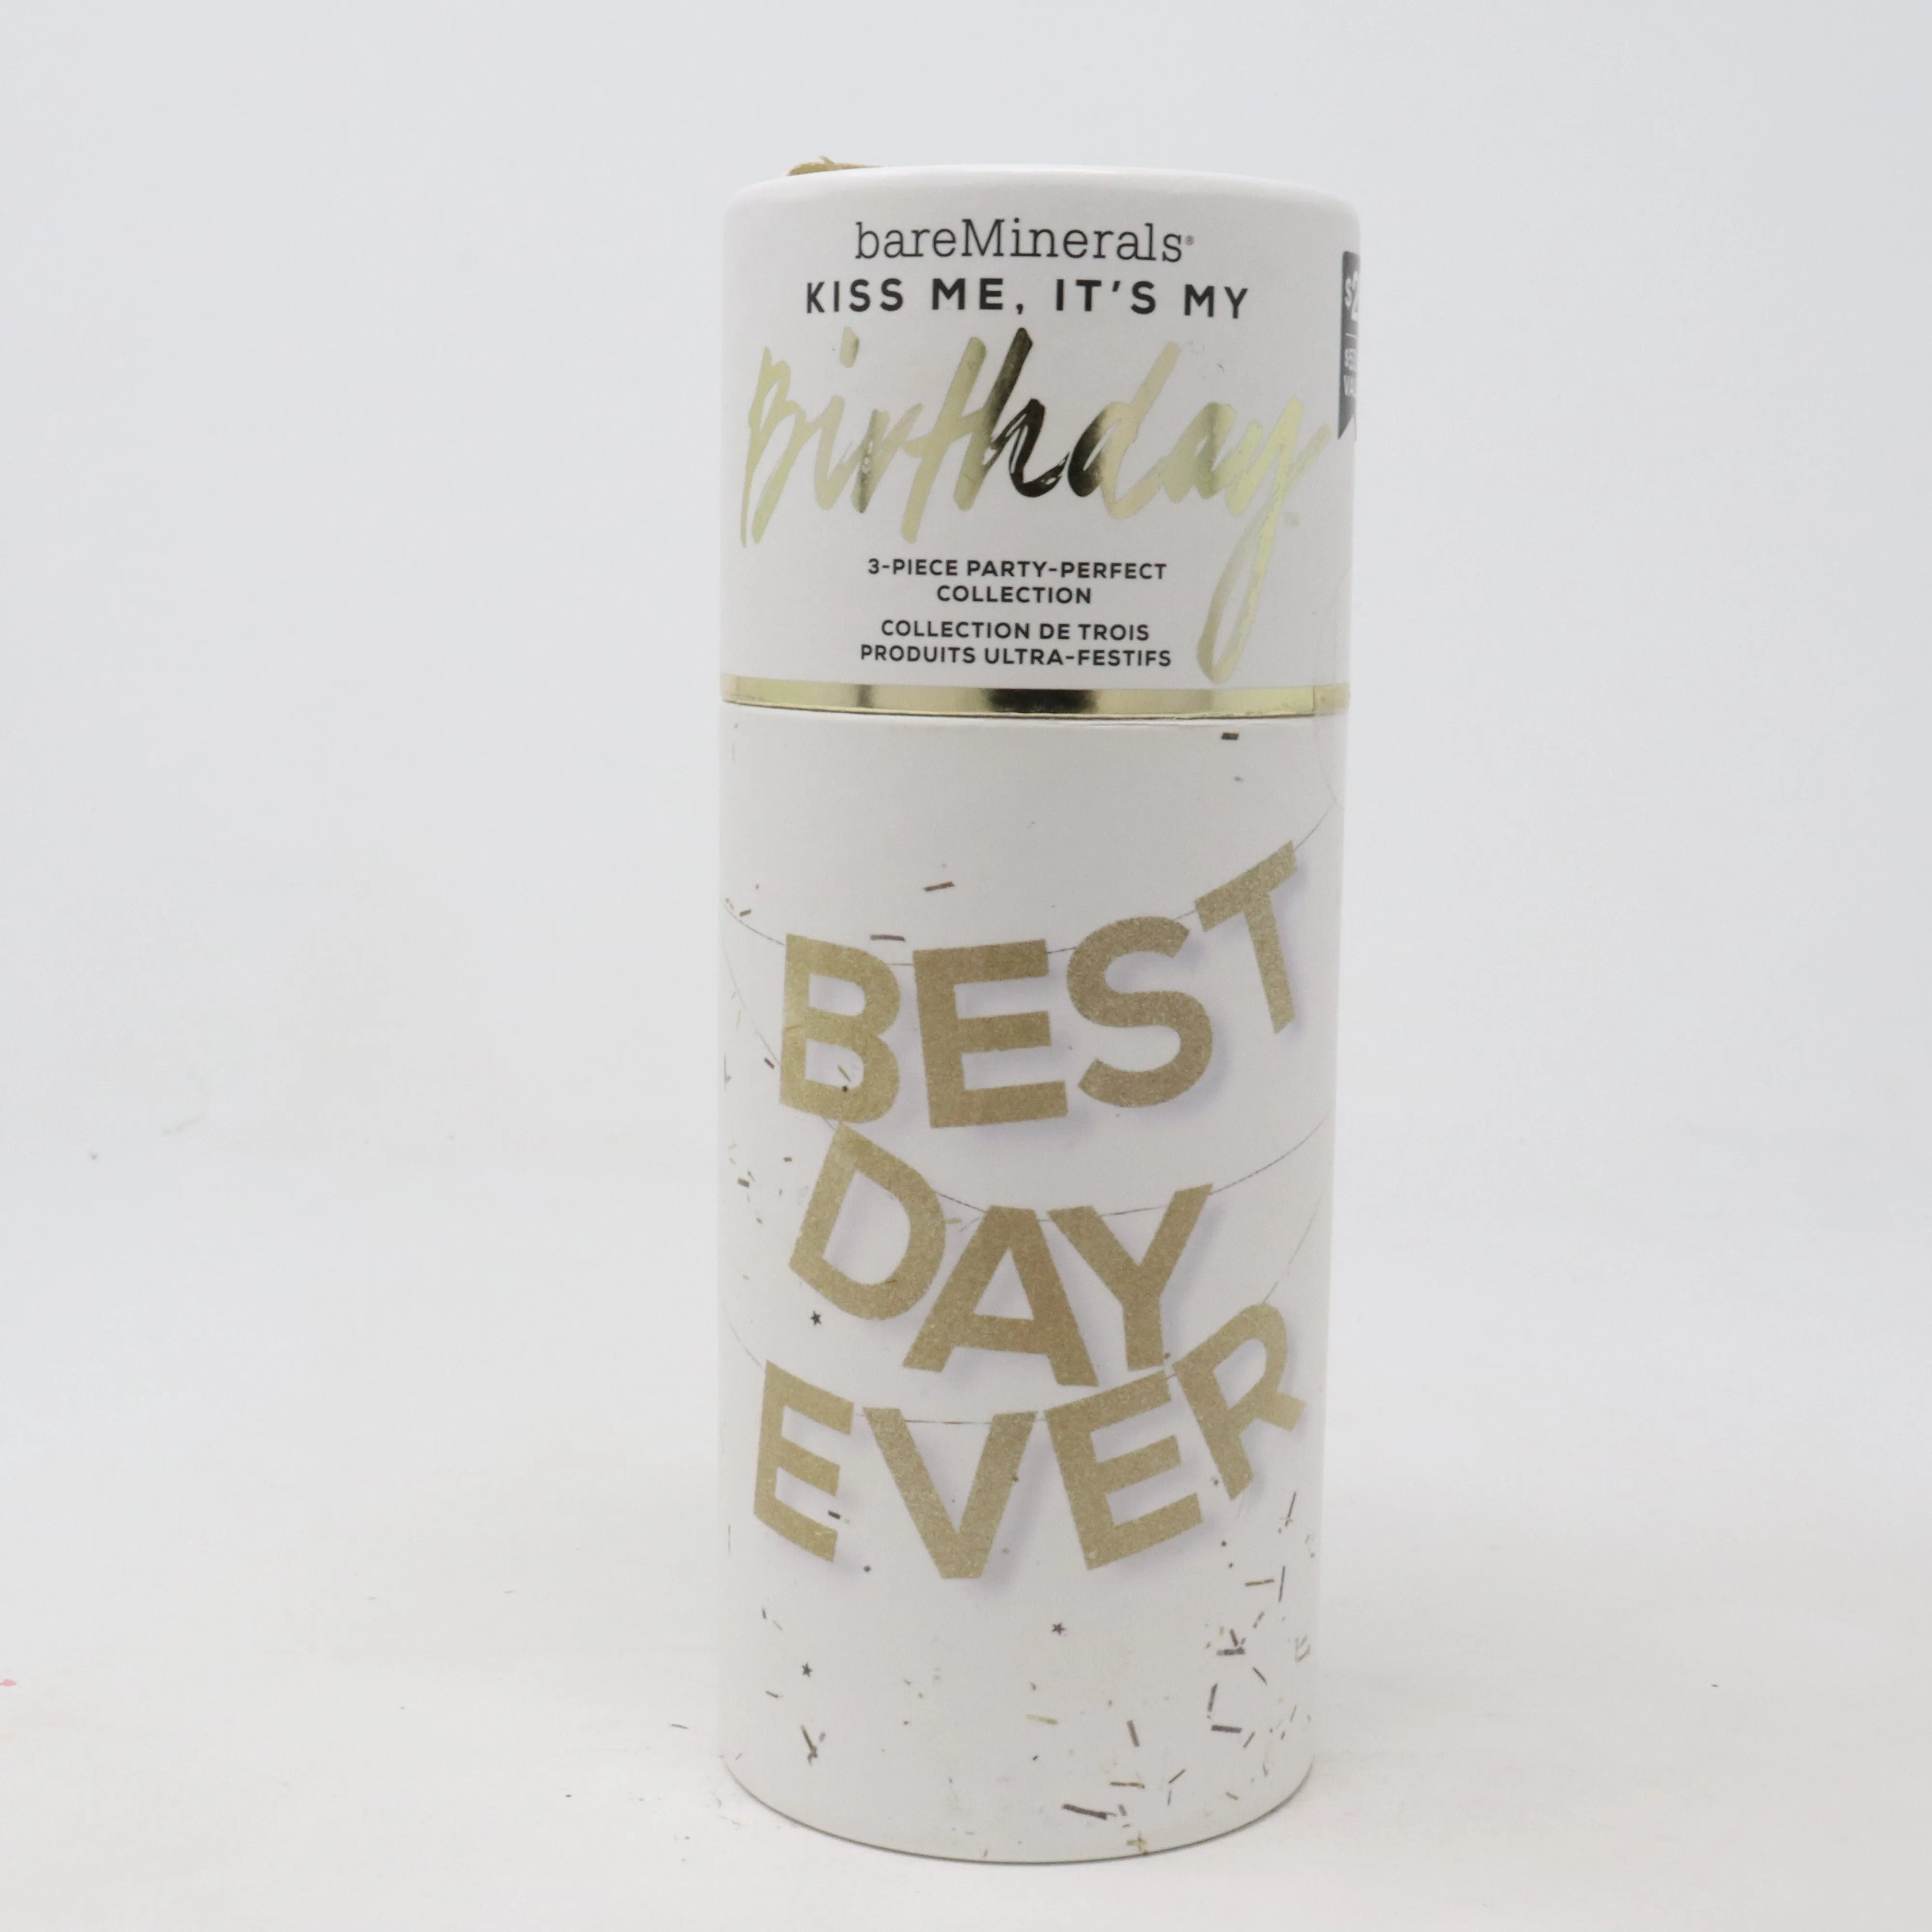 bareMinerals®
KISS ME, IT'S MY
Birthday
3-PIECE PARTY-PERFECT
COLLECTION
COLLECTION DE TROIS
PRODUITS ULTRA-FESTIFS
BEST
DAY
EVER